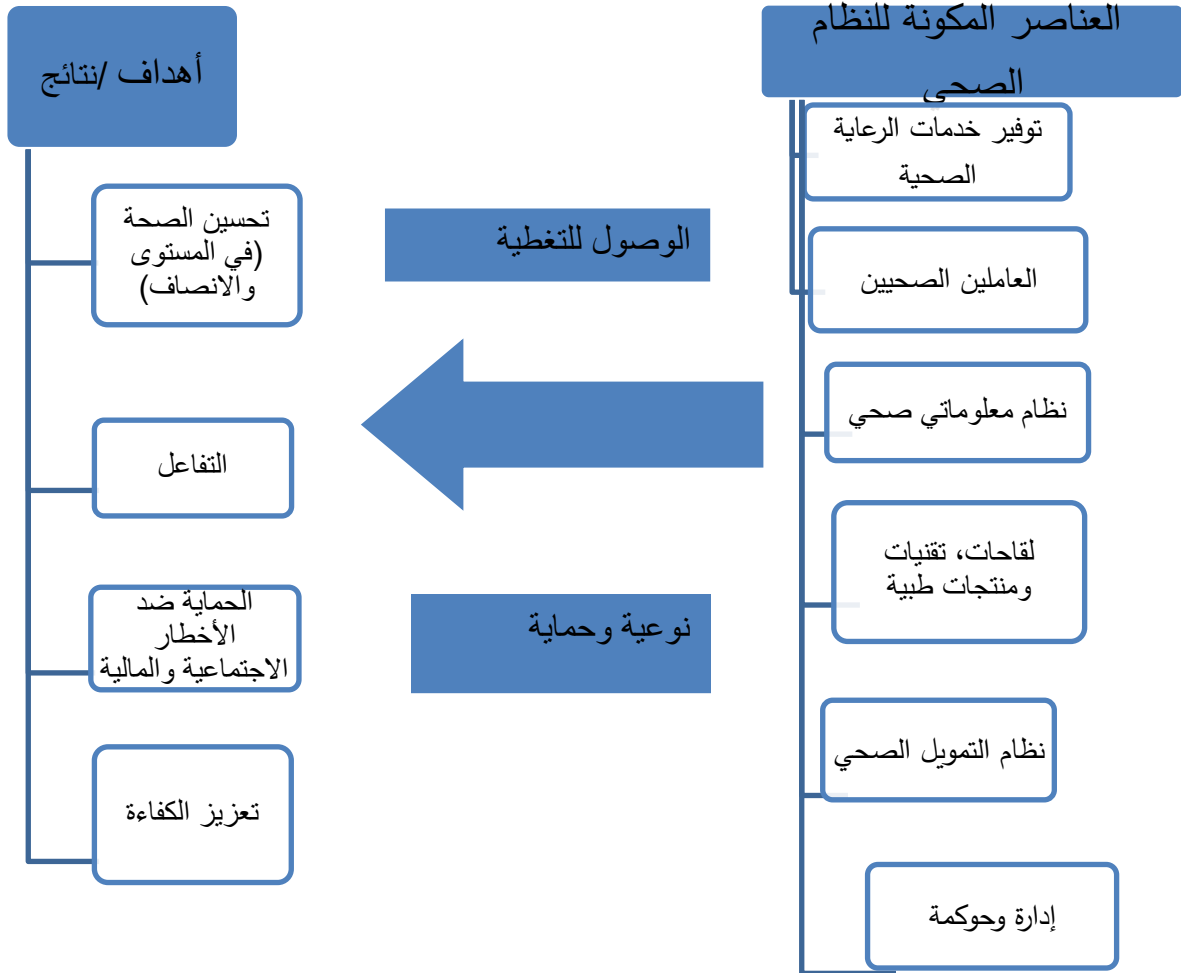 العناصر المكونة للنظام
الصحي
توفير خدمات الرعاية
الصحية
العاملين الصحيين
نظام معلوماتي صحي
لقاحات، تقنيات
ومنتجات طبية
نظام التمويل الصحي
إدارة وحوكمة
الوصول للتغطية
نوعية وحماية
أهداف /نتائج
تحسين الصحة
(في المستوى
والانصاف)
التفاعل
الحماية ضد
الأخطار
الاجتماعية والمالية
تعزيز الكفاءة